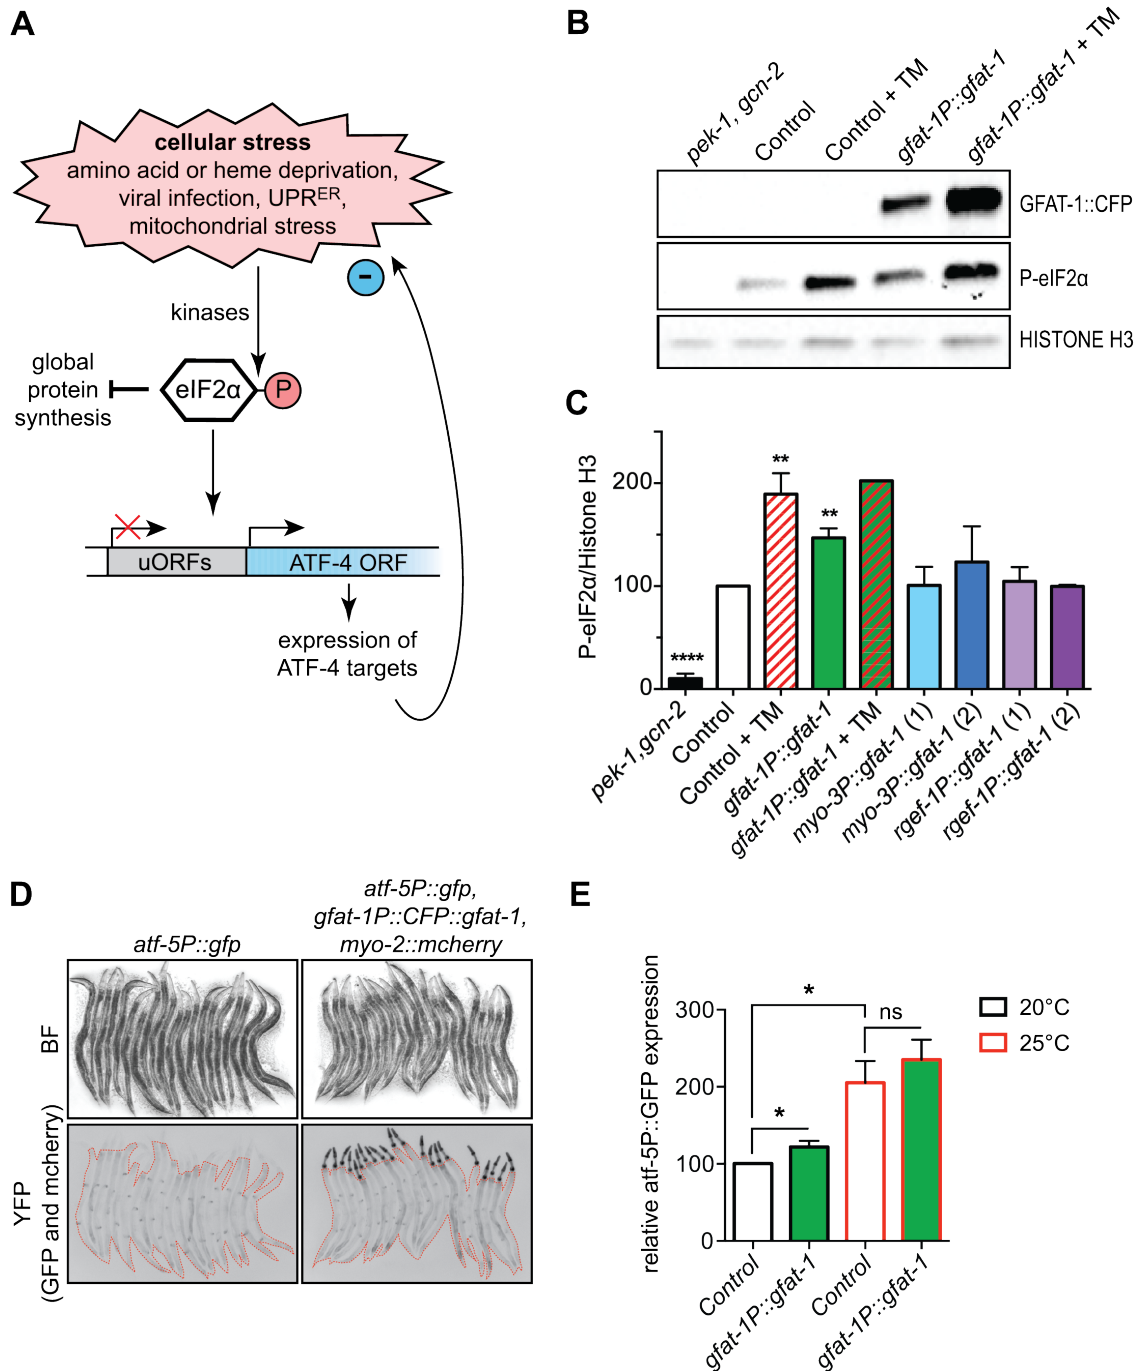 A
cellular stress
amino acid or heme deprivation,
viral infection, UPRER,
mitochondrial stress
-
kinases
global
protein
synthesis
eIF2α
P
uORFs
ATF-4 ORF
expression of
ATF-4 targets
B
pek-1, gcn-2
Control
Control + TM
gfat-1P::gfat-1
gfat-1P::gfat-1 + TM
GFAT-1::CFP
P-eIF2α
HISTONE H3
C
P-eIF2α/Histone H3
200
100
0
****
**
**
pek-1,gcn-2
Control
Control + TM
gfat-1P::gfat-1
gfat-1P::gfat-1 + TM
myo-3P::gfat-1 (1)
myo-3P::gfat-1 (2)
rgef-1P::gfat-1 (1)
rgef-1P::gfat-1 (2)
D
atf-5P::gfp
atf-5P::gfp,
gfat-1P::CFP::gfat-1,
myo-2::mcherry
BF
YFP
(GFP and mcherry)
E
relative atf-5P::GFP expression
300
200
100
0
*
*
ns
20°C
25°C
Control
gfat-1P::gfat-1
Control
gfat-1P::gfat-1